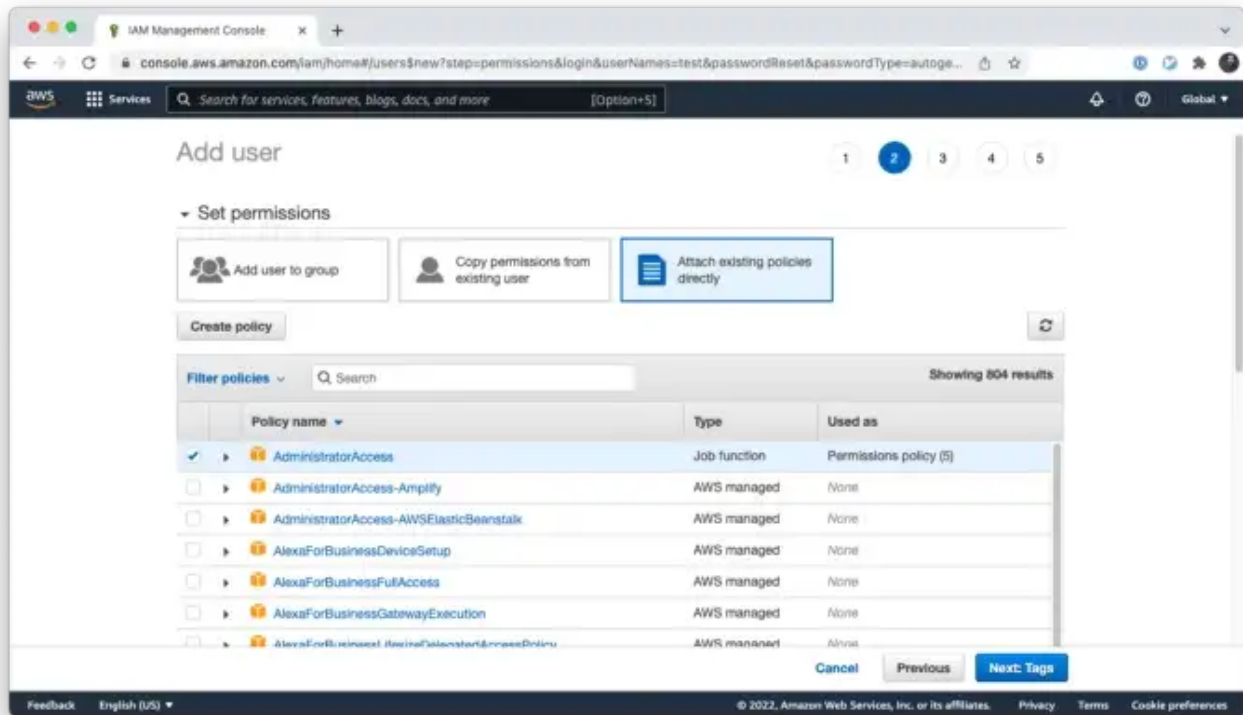 IAM Management Console
console.aws.amazon.com/iam/home#/users$new?step=permissions&login&userNames=test&passwordReset&passwordType=autoge...
aws Services Search for services, features, blogs, docs, and more [Option+S] Global
Add user 1 2 3 4 5
Set permissions
Add user to group
Copy permissions from
existing user
Attach existing policies
directly
Create policy
Filter policies Search Showing 804 results
Policy name Type Used as
AdministratorAccess Job function Permissions policy (5)
AdministratorAccess-Amplify AWS managed None
AdministratorAccess-AWSElasticBeanstalk AWS managed None
AlexaForBusinessDeviceSetup AWS managed None
AlexaForBusinessFullAccess AWS managed None
AlexaForBusinessGatewayExecution AWS managed None
AlexaForBusinessLifesizeDelegatedAccessPolicy AWS managed None
Cancel Previous Next: Tags
Feedback English (US) © 2022, Amazon Web Services, Inc. or its affiliates. Privacy Terms Cookie preferences